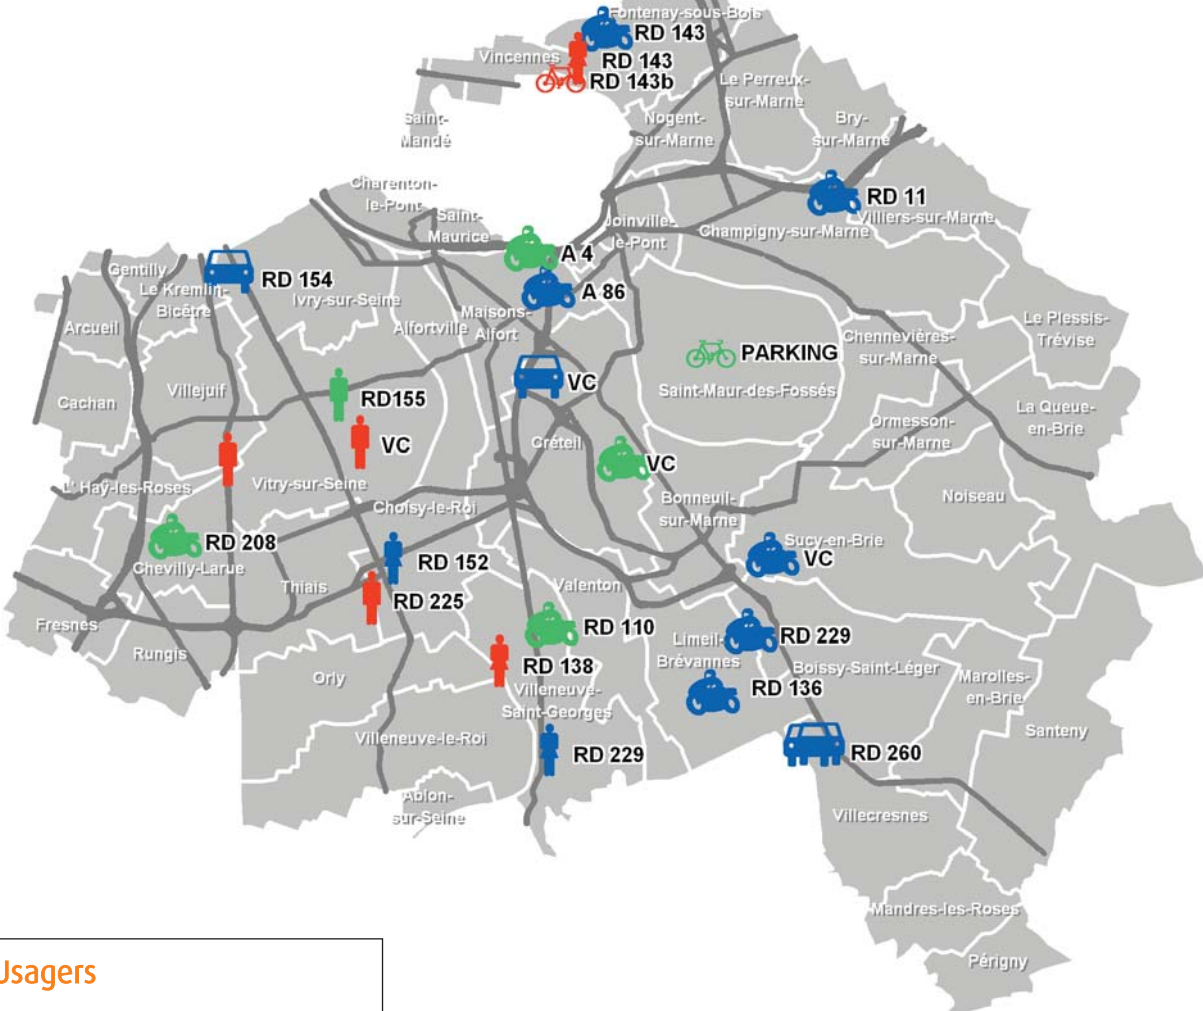 Fontenay-sous-Bois
RD 143
Vincennes
RD 143
RD 143b
Le Perreux-
sur-Marne
Saint-
Mandé
Nogent-
sur-Marne
Bry-
sur-Marne
Charenton-
le-Pont
RD 11
Saint-
Maurice
Joinville-
le-Pont
Villiers-sur-Marne
Champigny-sur-Marne
A 4
Gentilly
RD 154
Le Kremlin-
Bicêtre
Ivry-sur-Seine
A 86
Arcueil
Alfortville
Maisons-
Alfort
Le Plessis-
Trévise
Chennevières-
sur-Marne
PARKING
VC
Villejuif
Saint-Maur-des-Fossés
Cachan
RD155
La Queue-
en-Brie
Ormesson-
sur-Marne
VC
Créteil
VC
L' Haÿ-les-Roses
Vitry-sur-Seine
Noiseau
Choisy-le-Roi
Bonneuil-
sur-Marne
RD 208
Sucy-en-Brie
VC
Chevilly-Larue
RD 152
Thiais
Valenton
RD 225
Fresnes
RD 110
RD 229
Limeil-
Brévannes
Rungis
RD 138
Boissy-Saint-Léger
Orly
Marolles-
en-Brie
Villeneuve-
Saint-Georges
RD 136
Santeny
Villeneuve-le-Roi
RD 229
RD 260
Ablon-
sur-Seine
Villecresnes
Mandres-les-Roses
Périgny
Usagers